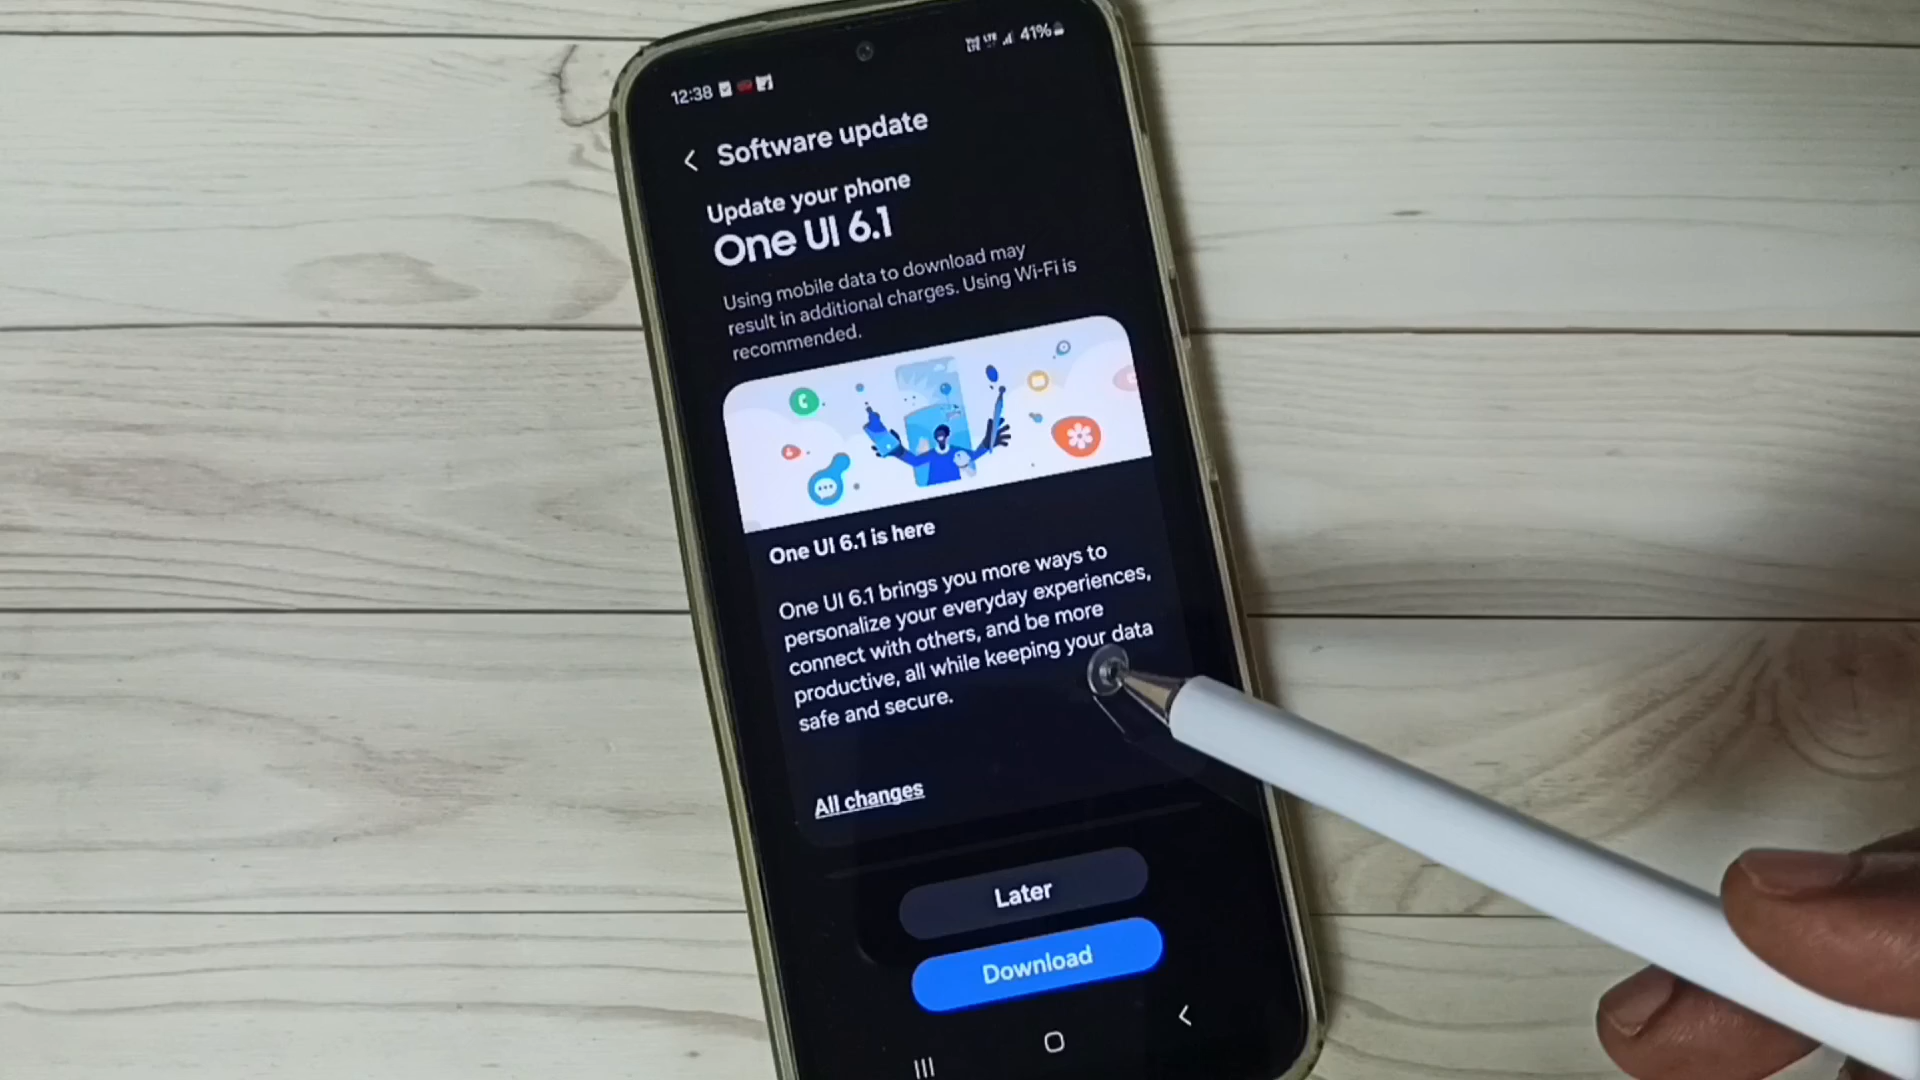 12:38
41%
Software update
Update your phone
One UI 6.1
Using mobile data to download may
result in additional charges. Using Wi-Fi is
recommended.
One UI 6.1 is here
One UI 6.1 brings you more ways to
personalize your everyday experiences,
connect with others, and be more
productive, all while keeping your data
safe and secure.
All changes
Later
Download